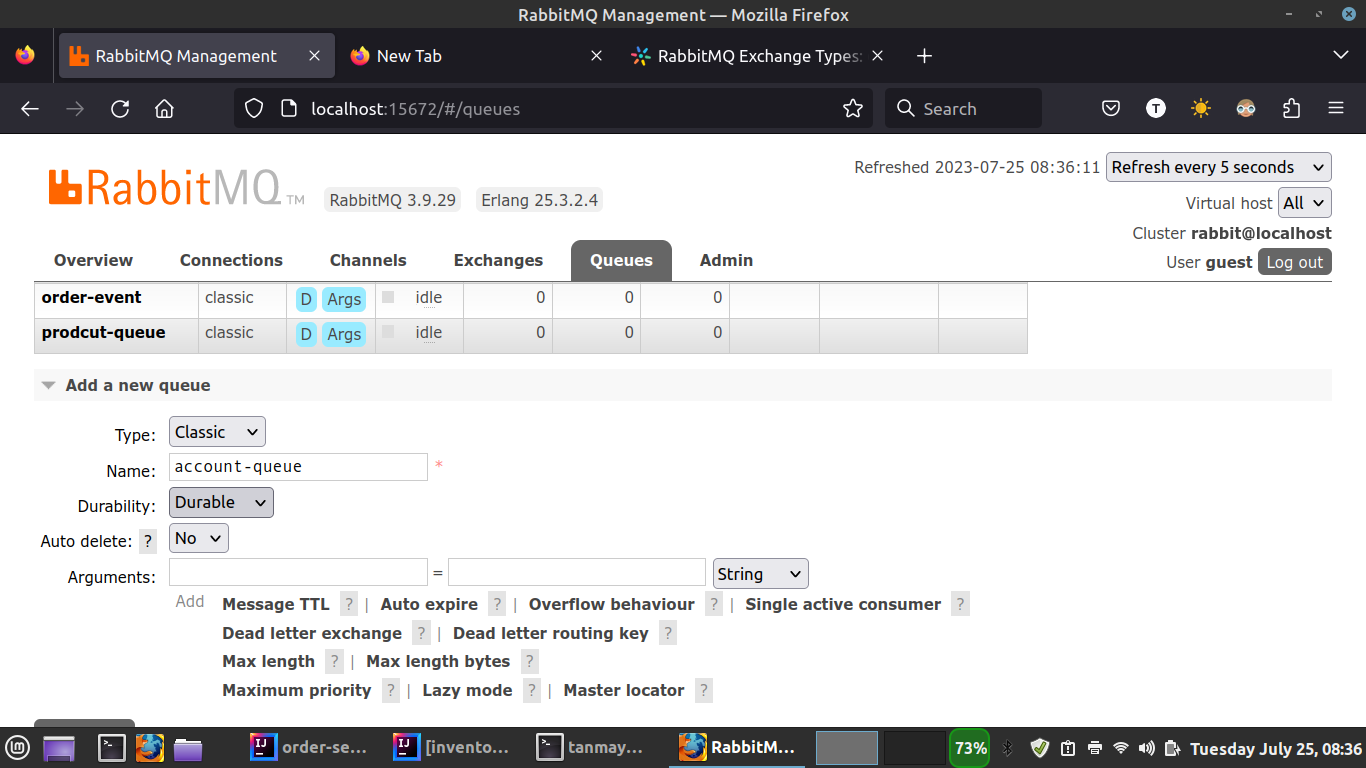 RabbitMQ Management — Mozilla Firefox
RabbitMQ Management
New Tab
RabbitMQ Exchange Types:
localhost:15672/#/queues
Search
T
Refreshed 2023-07-25 08:36:11 Refresh every 5 seconds
RabbitMQ TM RabbitMQ 3.9.29 Erlang 25.3.2.4
Virtual host All
Cluster rabbit@localhost
User guest Log out
Overview Connections Channels Exchanges Queues Admin
order-event classic D Args idle 0 0 0
prodcut-queue classic D Args idle 0 0 0
Add a new queue
Type: Classic
Name: account-queue *
Durability: Durable
Auto delete: ? No
Arguments: = String
Add Message TTL ? | Auto expire ? | Overflow behaviour ? | Single active consumer ?
Dead letter exchange ? | Dead letter routing key ?
Max length ? | Max length bytes ?
Maximum priority ? | Lazy mode ? | Master locator ?
IJ order-se... IJ [invento... tanmay... RabbitM... 73% Tuesday July 25, 08:36